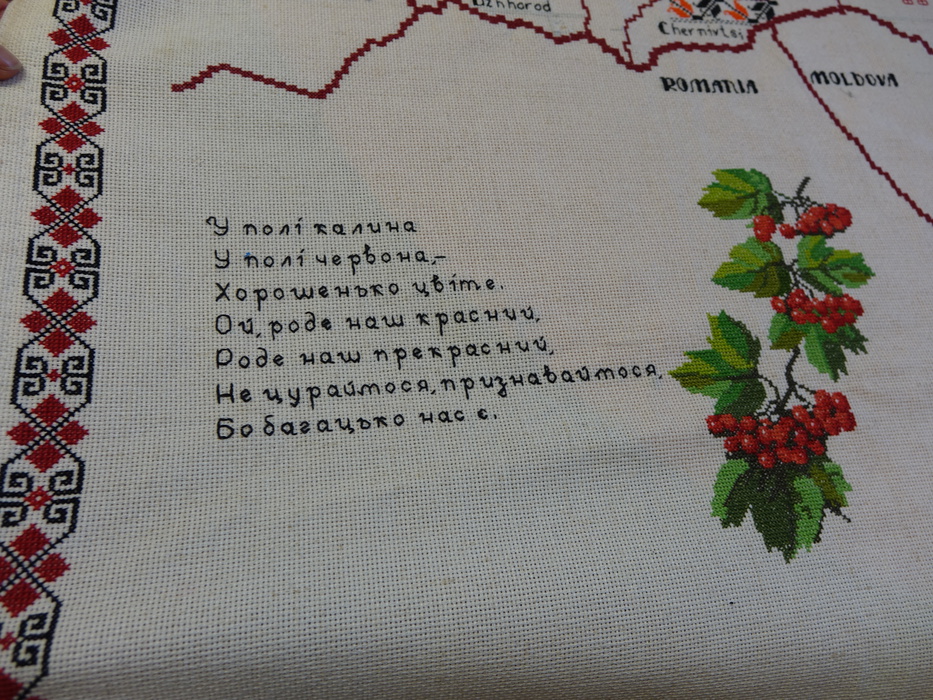 Uzhhorod
Chernivtsi
ROMANIA
MOLDOVA
У полі калина
У полі червона,-
Хорошенько цвіте.
Ой, роде наш красний,
Роде наш прекрасний,
Не цураймося, признаваймося,
Бо багацько нас є.